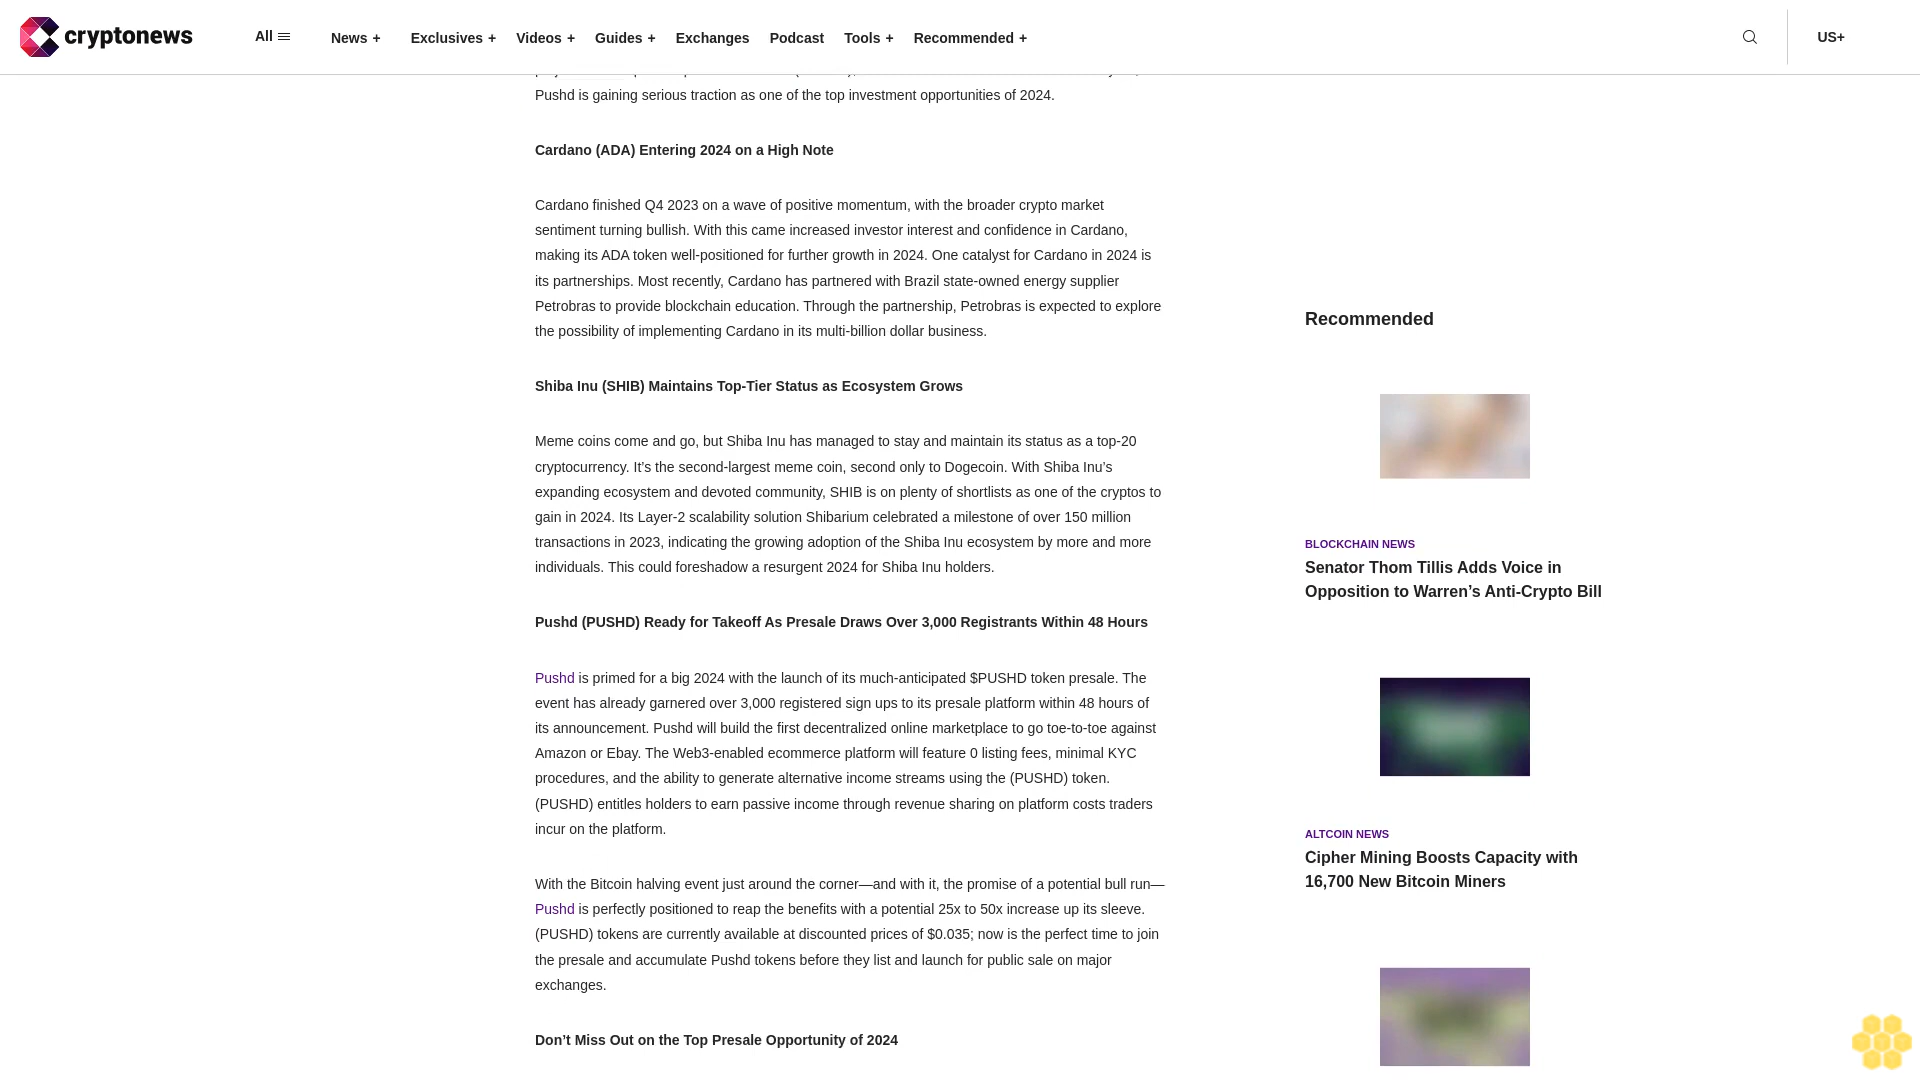 cryptonews
All
News +
Exclusives +
Videos +
Guides +
Exchanges
Podcast
Tools +
Recommended +
US+
Pushd is gaining serious traction as one of the top investment opportunities of 2024.
Cardano (ADA) Entering 2024 on a High Note
Cardano finished Q4 2023 on a wave of positive momentum, with the broader crypto market
sentiment turning bullish. With this came increased investor interest and confidence in Cardano,
making its ADA token well-positioned for further growth in 2024. One catalyst for Cardano in 2024 is
its partnerships. Most recently, Cardano has partnered with Brazil state-owned energy supplier
Petrobras to provide blockchain education. Through the partnership, Petrobras is expected to explore
the possibility of implementing Cardano in its multi-billion dollar business.
Shiba Inu (SHIB) Maintains Top-Tier Status as Ecosystem Grows
Meme coins come and go, but Shiba Inu has managed to stay and maintain its status as a top-20
cryptocurrency. It’s the second-largest meme coin, second only to Dogecoin. With Shiba Inu’s
expanding ecosystem and devoted community, SHIB is on plenty of shortlists as one of the cryptos to
gain in 2024. Its Layer-2 scalability solution Shibarium celebrated a milestone of over 150 million
transactions in 2023, indicating the growing adoption of the Shiba Inu ecosystem by more and more
individuals. This could foreshadow a resurgent 2024 for Shiba Inu holders.
Pushd (PUSHD) Ready for Takeoff As Presale Draws Over 3,000 Registrants Within 48 Hours
Pushd is primed for a big 2024 with the launch of its much-anticipated $PUSHD token presale. The
event has already garnered over 3,000 registered sign ups to its presale platform within 48 hours of
its announcement. Pushd will build the first decentralized online marketplace to go toe-to-toe against
Amazon or Ebay. The Web3-enabled ecommerce platform will feature 0 listing fees, minimal KYC
procedures, and the ability to generate alternative income streams using the (PUSHD) token.
(PUSHD) entitles holders to earn passive income through revenue sharing on platform costs traders
incur on the platform.
With the Bitcoin halving event just around the corner—and with it, the promise of a potential bull run—
Pushd is perfectly positioned to reap the benefits with a potential 25x to 50x increase up its sleeve.
(PUSHD) tokens are currently available at discounted prices of $0.035; now is the perfect time to join
the presale and accumulate Pushd tokens before they list and launch for public sale on major
exchanges.
Don’t Miss Out on the Top Presale Opportunity of 2024
Recommended
BLOCKCHAIN NEWS
Senator Thom Tillis Adds Voice in
Opposition to Warren’s Anti-Crypto Bill
ALTCOIN NEWS
Cipher Mining Boosts Capacity with
16,700 New Bitcoin Miners